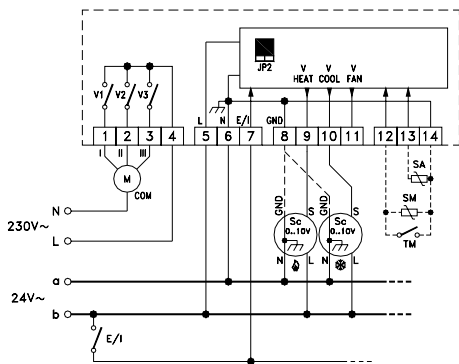 JP2
V V V
HEAT COOL FAN
V1 V2 V3
L N E/I GND
1 2 3 4 5 6 7 8 9 10 11 12 13 14
I II III
M
COM
SA
SM
TM
GND S GND S
Sc Sc
0..10V 0..10V
N L N L
N
230V~
L
a
24V~
b
E/I